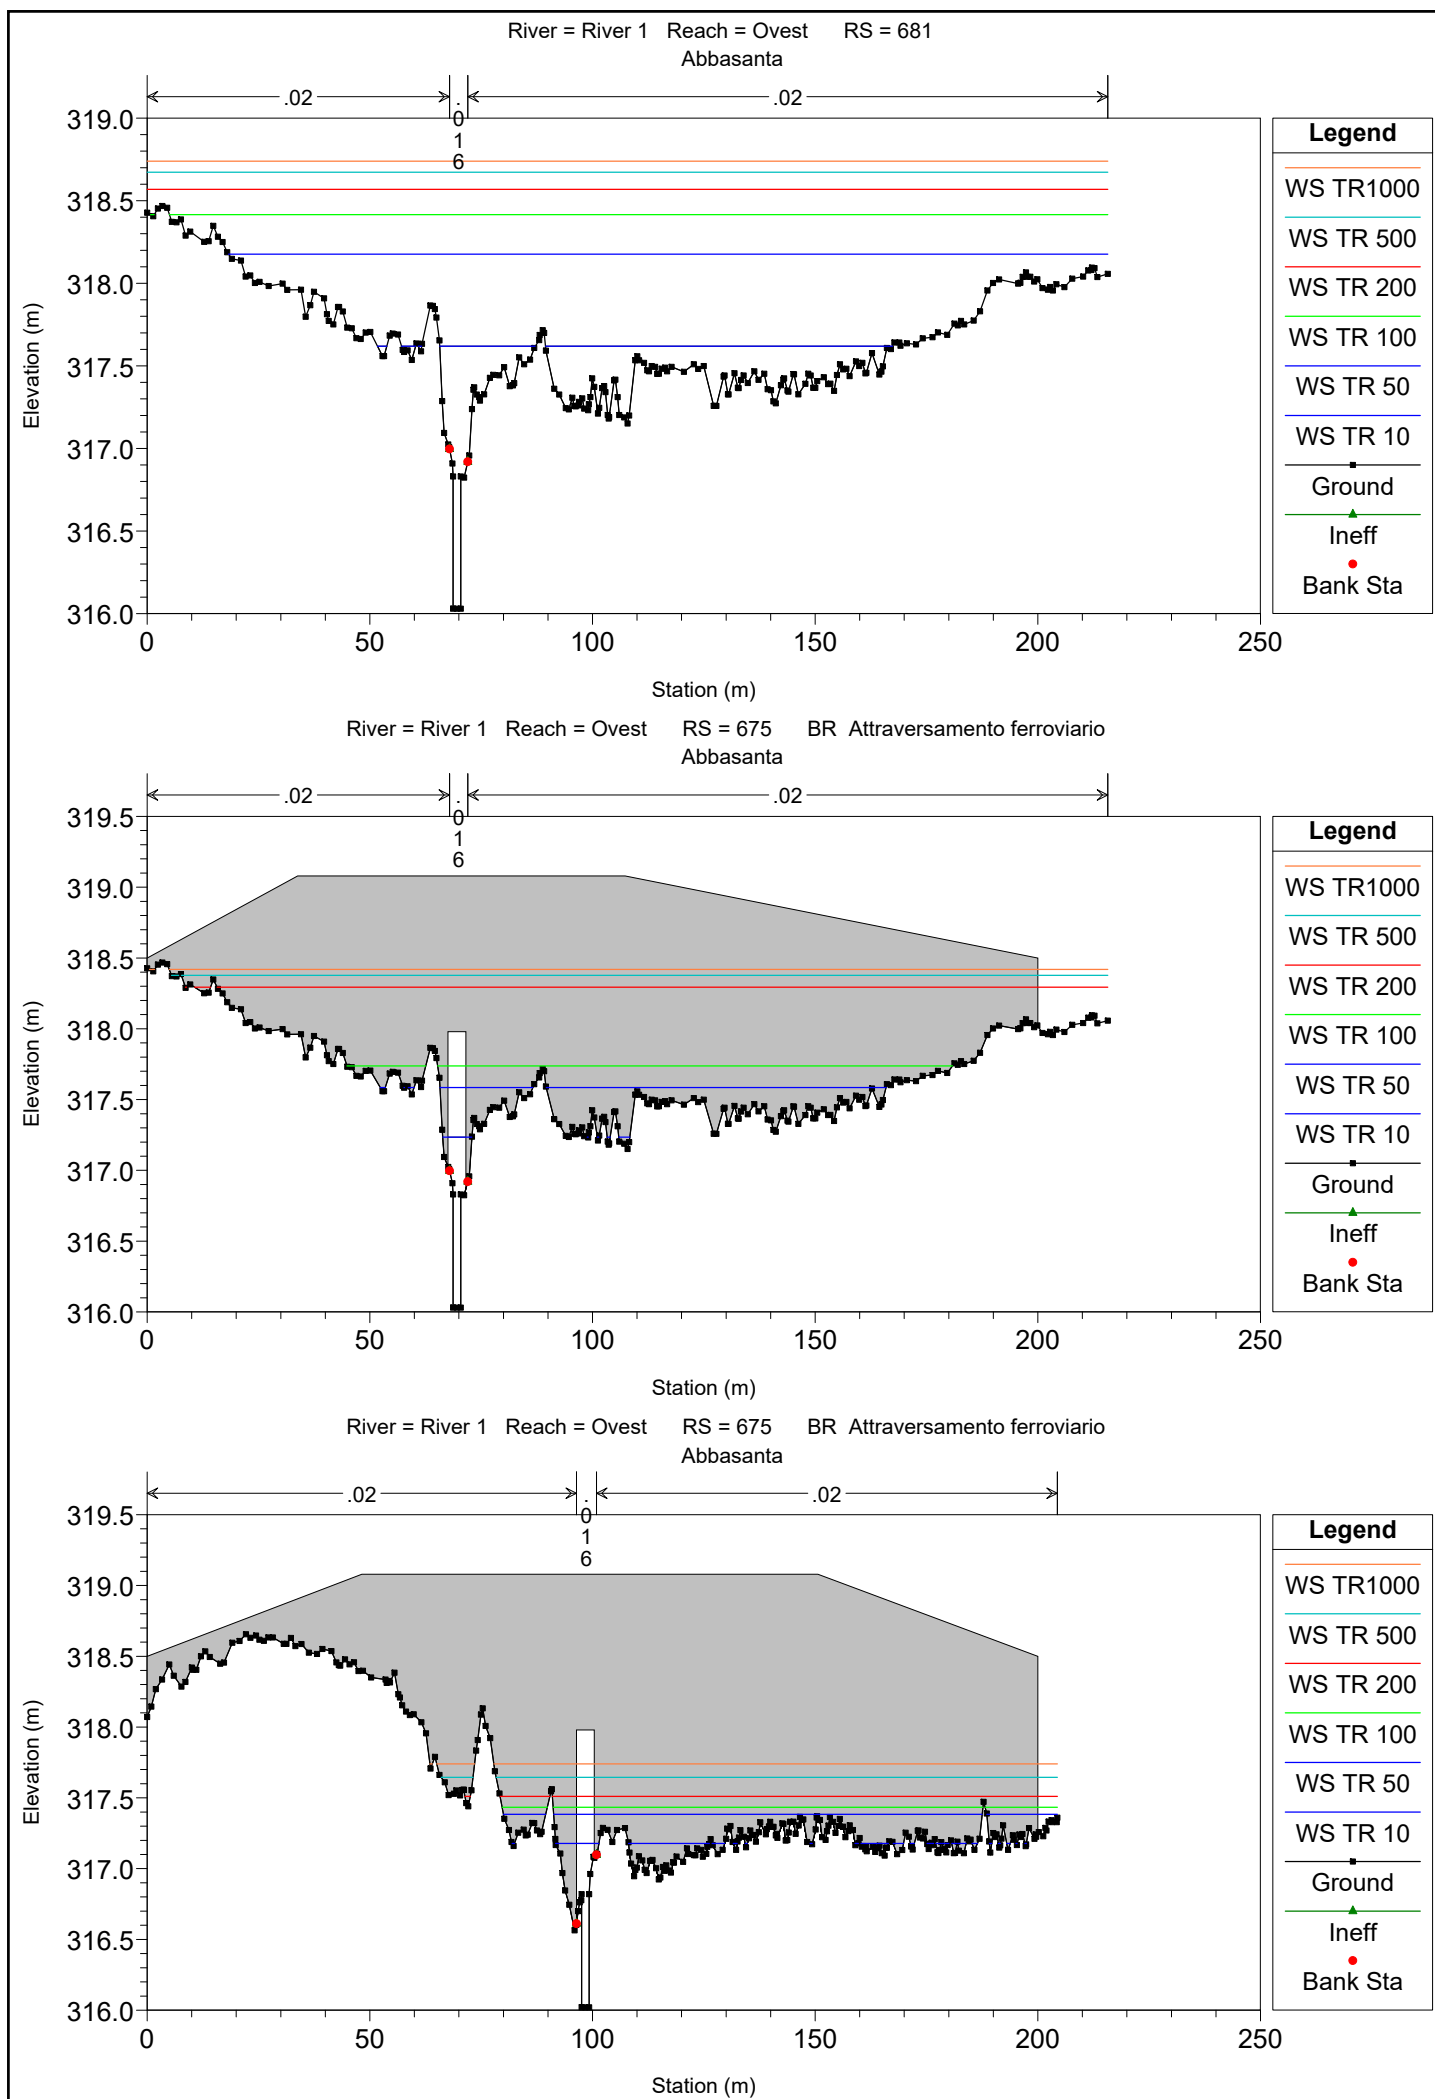 River = River 1 Reach = Ovest RS = 681
Abbasanta
.02 .016 .02
319.0
318.5
318.0
317.5
317.0
316.5
316.0
Elevation (m)
0 50 100 150 200 250
Station (m)
Legend
WS TR1000
WS TR 500
WS TR 200
WS TR 100
WS TR 50
WS TR 10
Ground
Ineff
Bank Sta
River = River 1 Reach = Ovest RS = 675 BR Attraversamento ferroviario
Abbasanta
.02 .016 .02
319.5
319.0
318.5
318.0
317.5
317.0
316.5
316.0
Elevation (m)
0 50 100 150 200 250
Station (m)
Legend
WS TR1000
WS TR 500
WS TR 200
WS TR 100
WS TR 50
WS TR 10
Ground
Ineff
Bank Sta
River = River 1 Reach = Ovest RS = 675 BR Attraversamento ferroviario
Abbasanta
.02 .016 .02
319.5
319.0
318.5
318.0
317.5
317.0
316.5
316.0
Elevation (m)
0 50 100 150 200 250
Station (m)
Legend
WS TR1000
WS TR 500
WS TR 200
WS TR 100
WS TR 50
WS TR 10
Ground
Ineff
Bank Sta